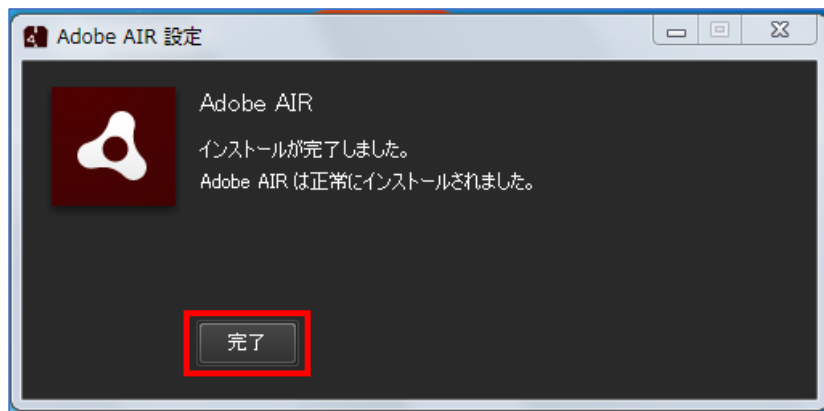 Adobe AIR 設定
Adobe AIR
インストールが完了しました。
Adobe AIR は正常にインストールされました。
完了